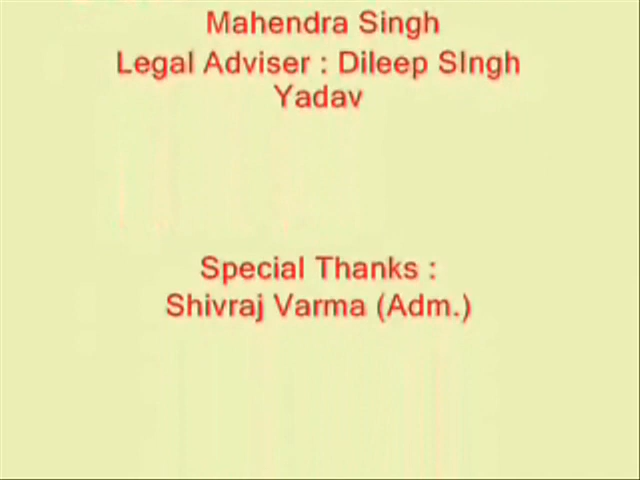 Mahendra Singh
Legal Adviser : Dileep SIngh
Yadav
Special Thanks :
Shivraj Varma (Adm.)